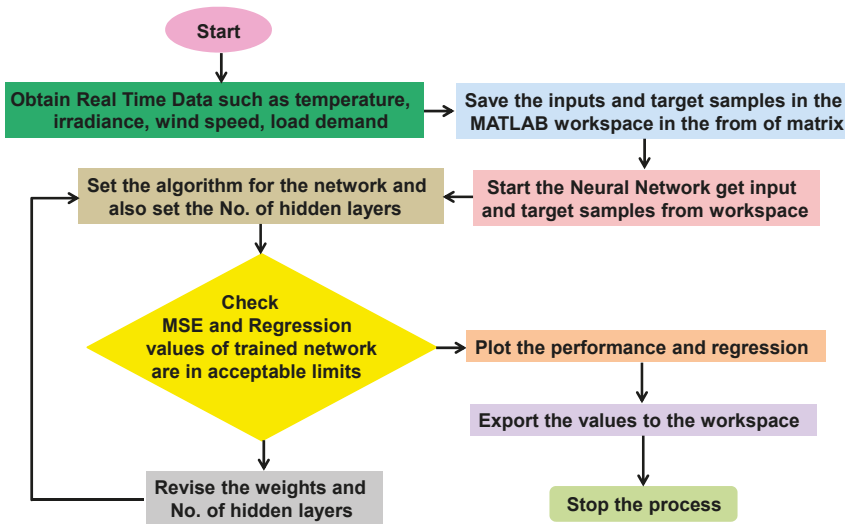 Start
Obtain Real Time Data such as temperature,
irradiance, wind speed, load demand
Save the inputs and target samples in the
MATLAB workspace in the from of matrix
Start the Neural Network get input
and target samples from workspace
Set the algorithm for the network and
also set the No. of hidden layers
Check
MSE and Regression
values of trained network
are in acceptable limits
Plot the performance and regression
Export the values to the workspace
Stop the process
Revise the weights and
No. of hidden layers